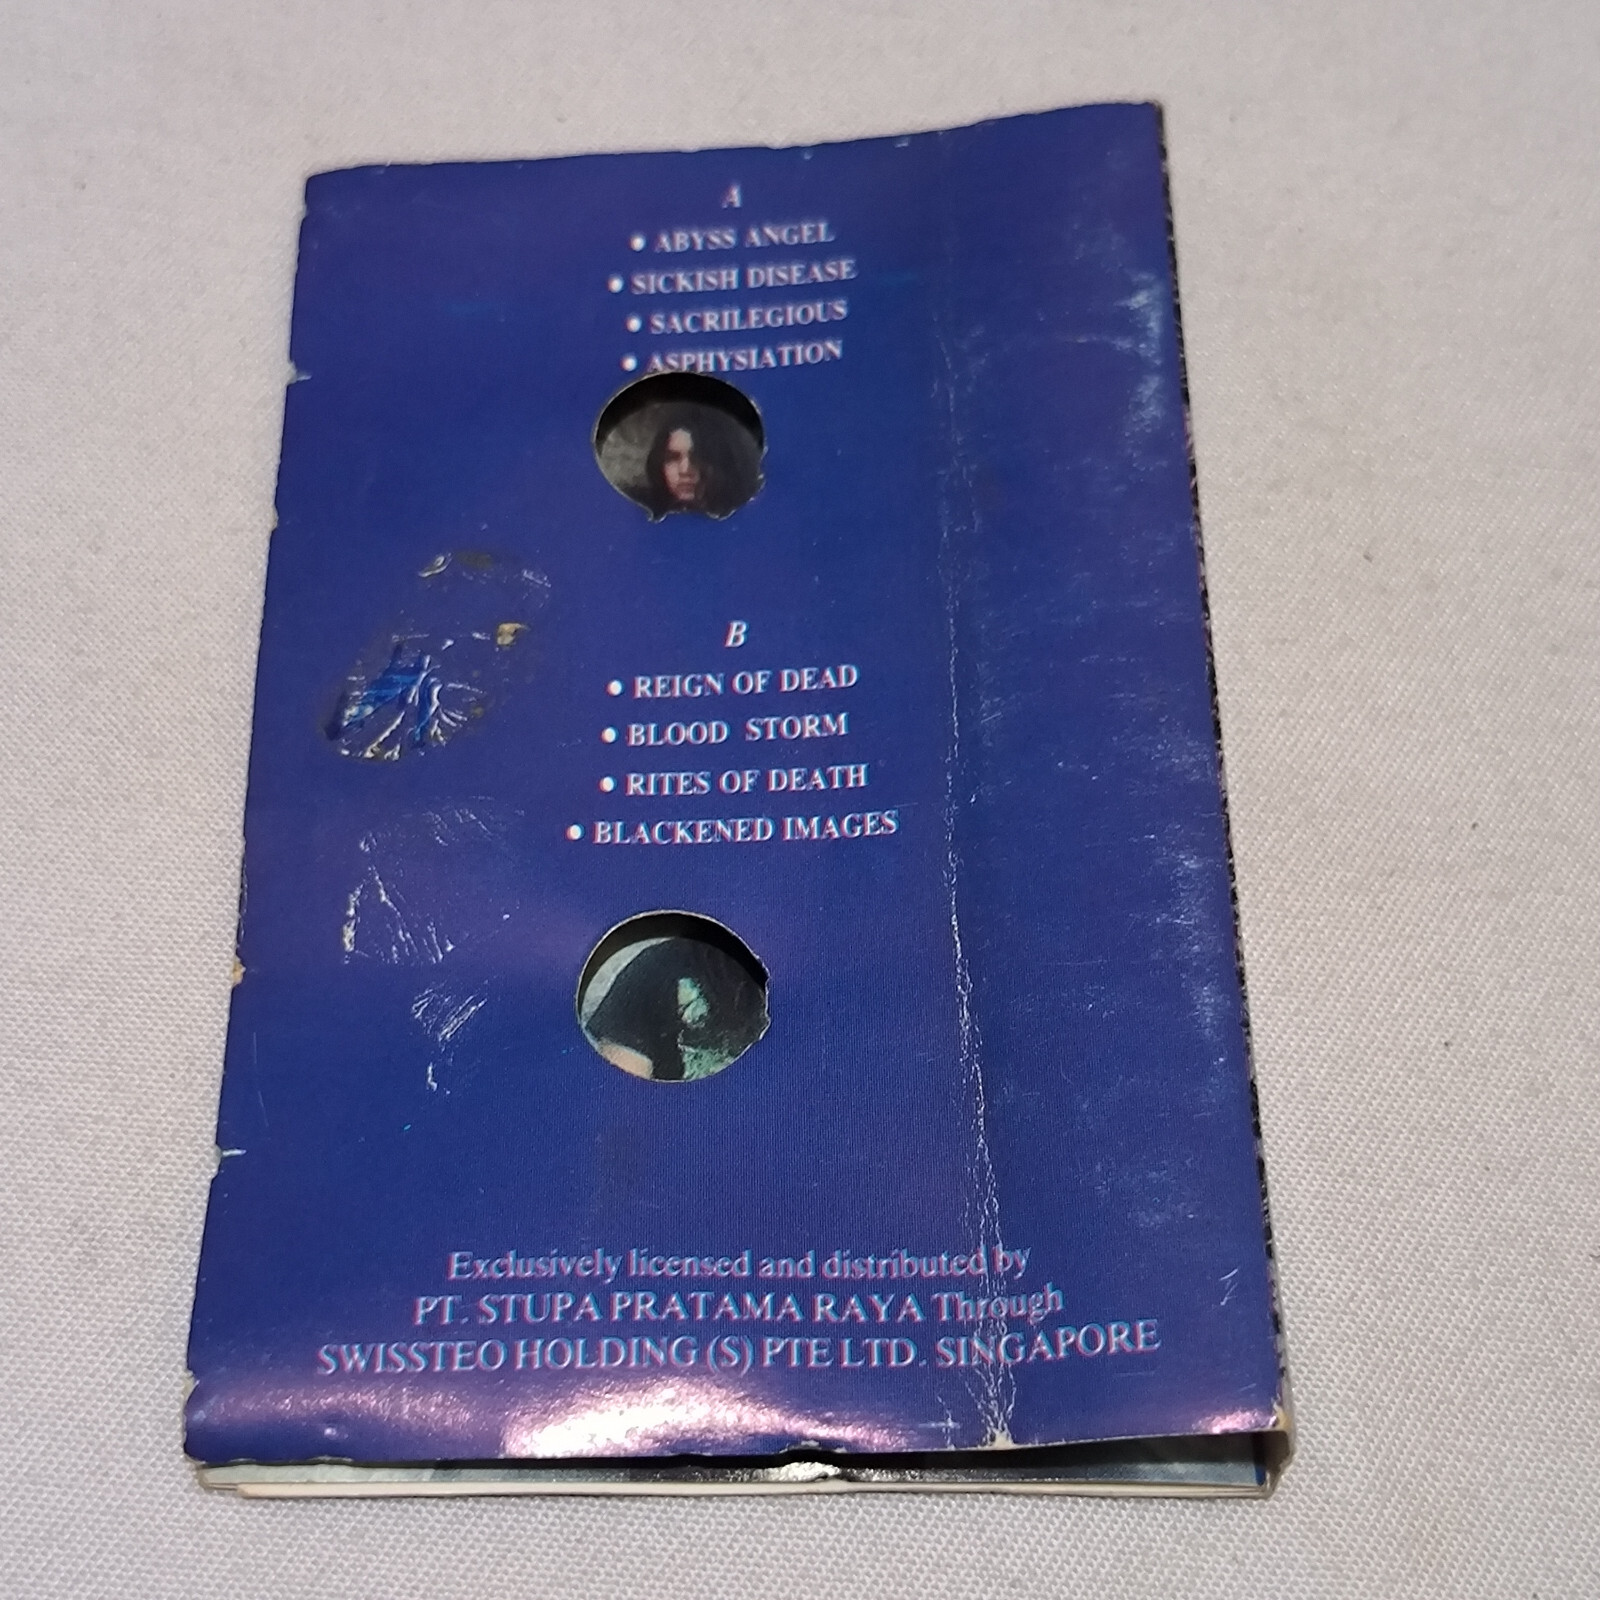 A
• ABYSS ANGEL
• SICKISH DISEASE
• SACRILEGIOUS
• ASPHYSIATION
B
• REIGN OF DEAD
• BLOOD STORM
• RITES OF DEATH
• BLACKENED IMAGES
Exclusively licensed and distributed by
PT. STUPA PRATAMA RAYA Through
SWISSTEO HOLDING (S) PTE LTD. SINGAPORE